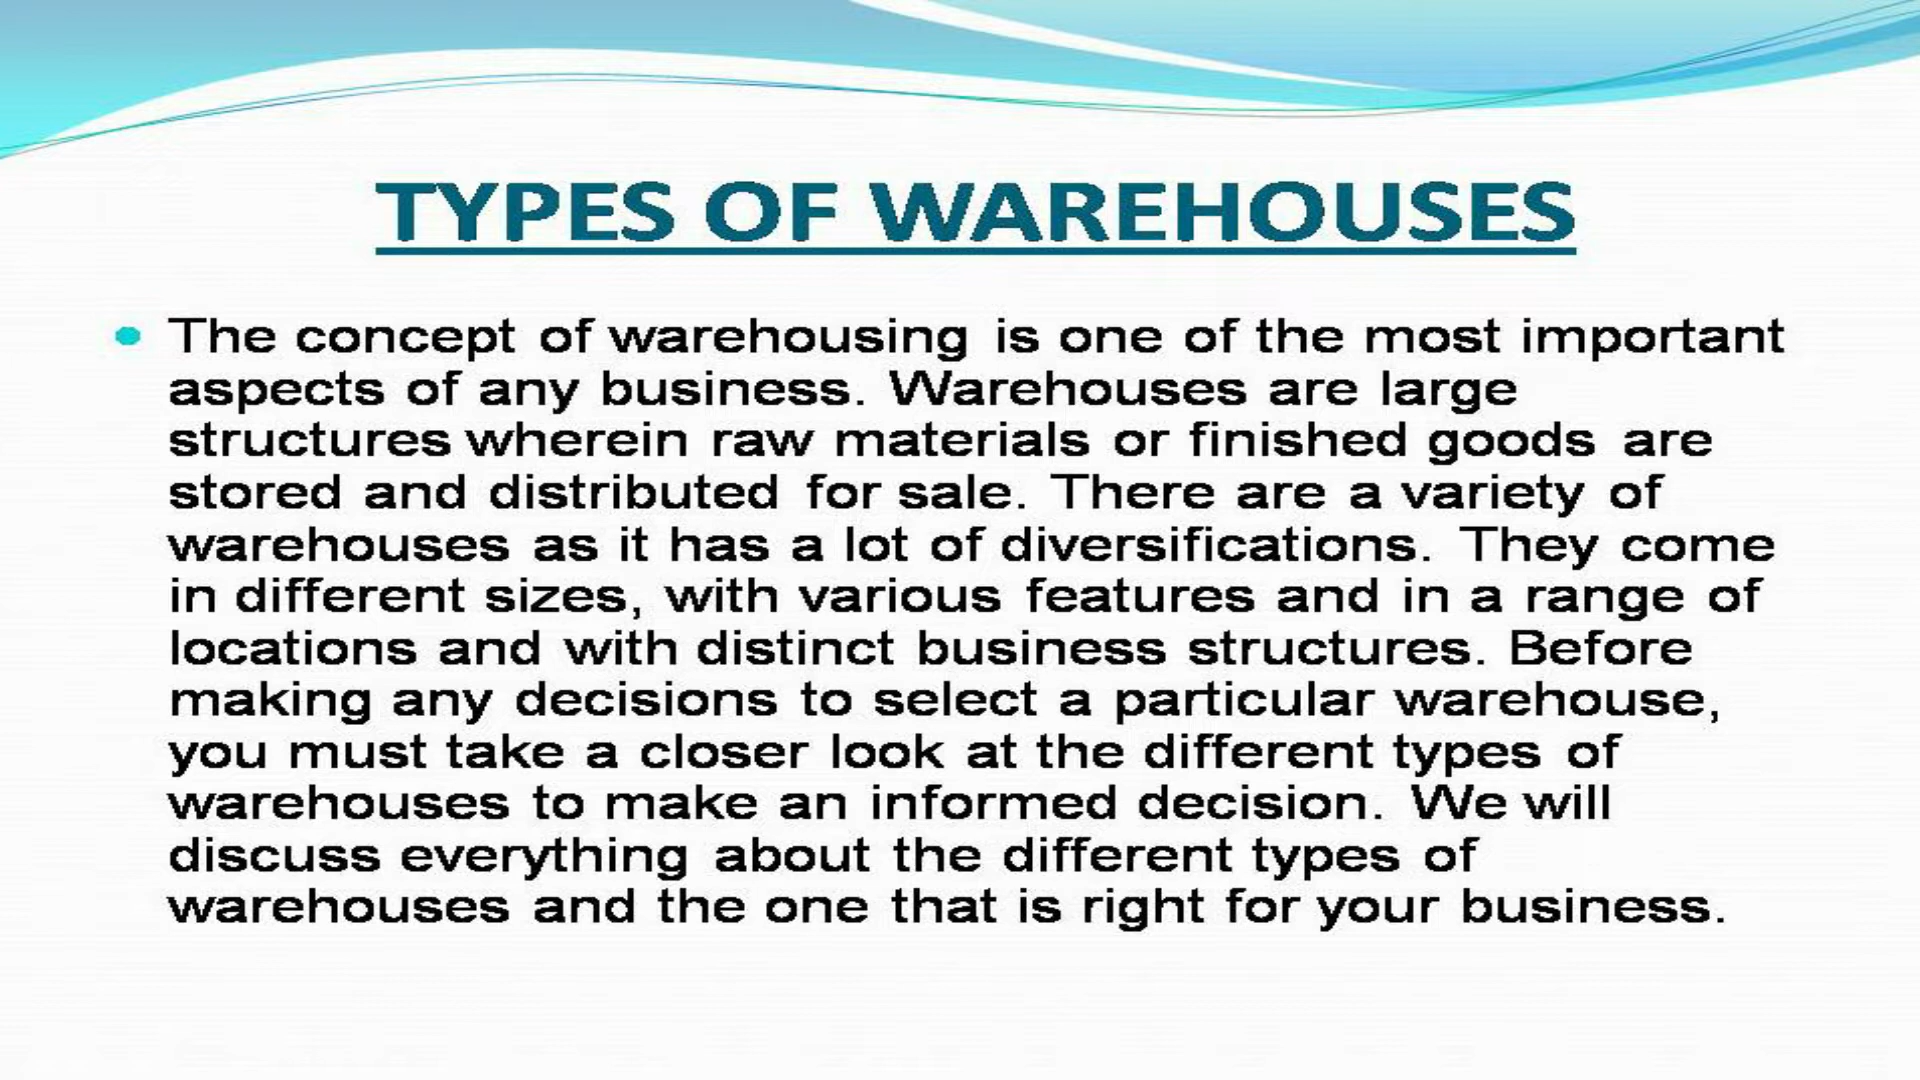 TYPES OF WAREHOUSES
• The concept of warehousing is one of the most important
aspects of any business. Warehouses are large
structures wherein raw materials or finished goods are
stored and distributed for sale. There are a variety of
warehouses as it has a lot of diversifications. They come
in different sizes, with various features and in a range of
locations and with distinct business structures. Before
making any decisions to select a particular warehouse,
you must take a closer look at the different types of
warehouses to make an informed decision. We will
discuss everything about the different types of
warehouses and the one that is right for your business.